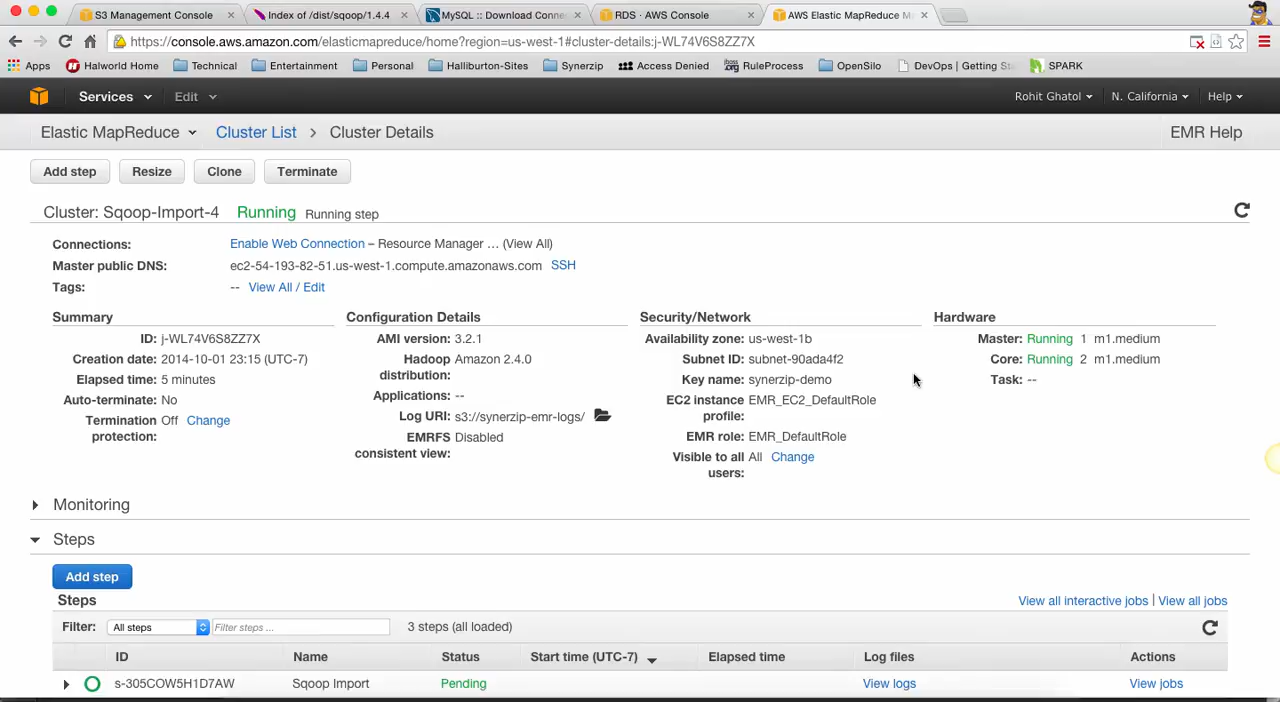 S3 Management Console
Index of /dist/sqoop/1.4.4
MySQL :: Download Conne
RDS · AWS Console
AWS Elastic MapReduce M
https://console.aws.amazon.com/elasticmapreduce/home?region=us-west-1#cluster-details:j-WL74V6S8ZZ7X
Apps Halworld Home Technical Entertainment Personal Halliburton-Sites Synerzip Access Denied RuleProcess OpenSilo DevOps | Getting Sta SPARK
Services Edit Rohit Ghatol N. California Help
Elastic MapReduce Cluster List Cluster Details EMR Help
Add step Resize Clone Terminate
Cluster: Sqoop-Import-4 Running Running step
Connections: Enable Web Connection – Resource Manager ... (View All)
Master public DNS: ec2-54-193-82-51.us-west-1.compute.amazonaws.com SSH
Tags: -- View All / Edit
Summary
ID: j-WL74V6S8ZZ7X
Creation date: 2014-10-01 23:15 (UTC-7)
Elapsed time: 5 minutes
Auto-terminate: No
Termination Off Change
protection:
Configuration Details
AMI version: 3.2.1
Hadoop Amazon 2.4.0
distribution:
Applications: --
Log URI: s3://synerzip-emr-logs/
EMRFS Disabled
consistent view:
Security/Network
Availability zone: us-west-1b
Subnet ID: subnet-90ada4f2
Key name: synerzip-demo
EC2 instance EMR_EC2_DefaultRole
profile:
EMR role: EMR_DefaultRole
Visible to all All Change
users:
Hardware
Master: Running 1 m1.medium
Core: Running 2 m1.medium
Task: --
Monitoring
Steps
Add step
Steps
View all interactive jobs | View all jobs
Filter: All steps Filter steps ... 3 steps (all loaded)
ID Name Status Start time (UTC-7) Elapsed time Log files Actions
s-305COW5H1D7AW Sqoop Import Pending View logs View jobs